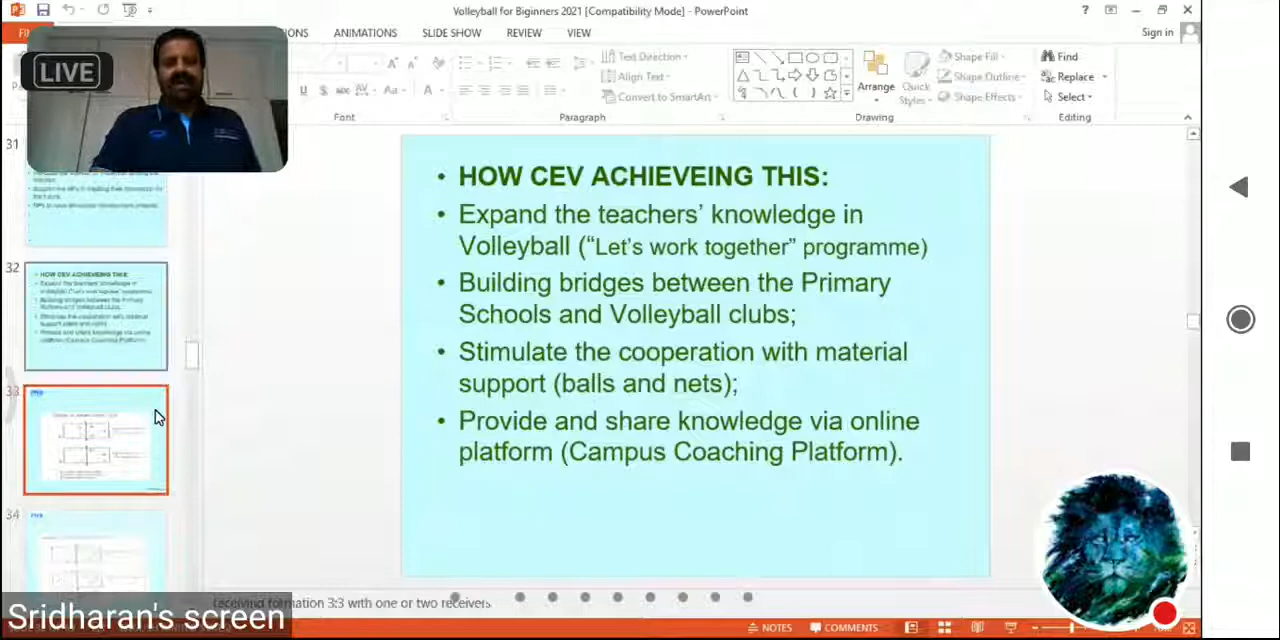 Volleyball for Biginners 2021 [Compatibility Mode] - PowerPoint
Sign in
ANIMATIONS SLIDE SHOW REVIEW VIEW
LIVE
Text Direction
Align Text
Convert to SmartArt
Arrange
Quick Styles
Shape Fill
Shape Outline
Shape Effects
Find
Replace
Select
Font Paragraph Drawing Editing
31
32
33
34
• HOW CEV ACHIEVEING THIS:
• Expand the teachers’ knowledge in
Volleyball (“Let’s work together” programme)
• Building bridges between the Primary
Schools and Volleyball clubs;
• Stimulate the cooperation with material
support (balls and nets);
• Provide and share knowledge via online
platform (Campus Coaching Platform).
receiving formation 3:3 with one or two receivers
Sridharan's screen
NOTES COMMENTS